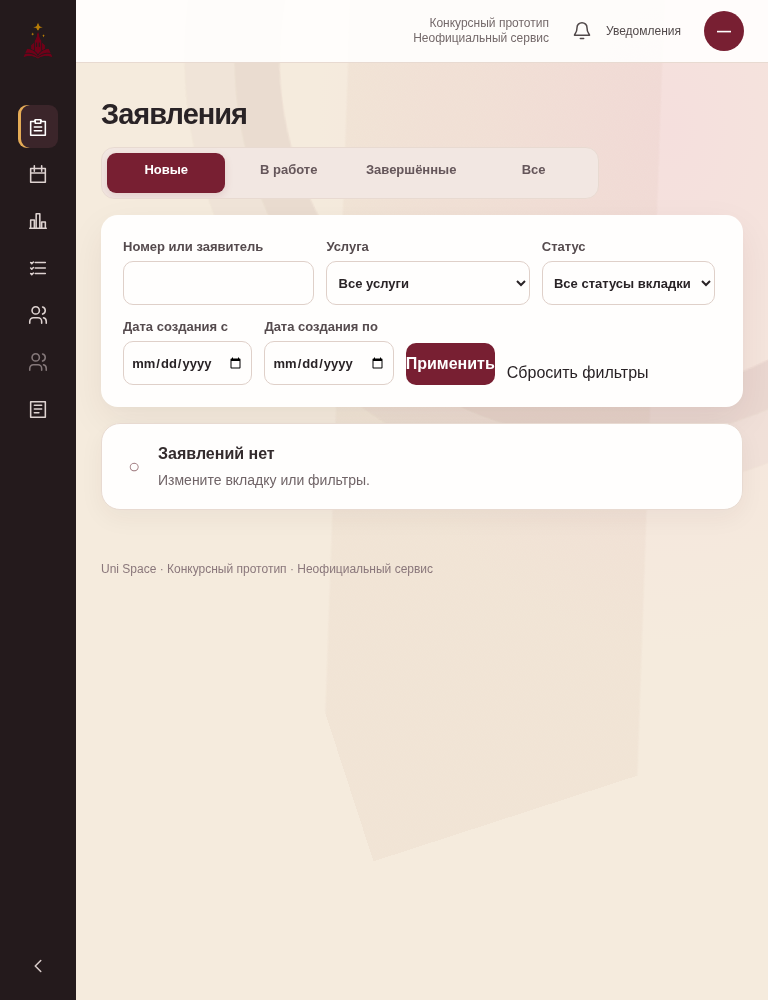 Конкурсный прототип
Неофициальный сервис
Уведомления
—
Заявления
Новые
В работе
Завершённые
Все
Номер или заявитель
Услуга
Статус
Все услуги
Все статусы вкладки
Дата создания с
Дата создания по
mm/dd/yyyy
mm/dd/yyyy
Применить
Сбросить фильтры
Заявлений нет
Измените вкладку или фильтры.
Uni Space · Конкурсный прототип · Неофициальный сервис